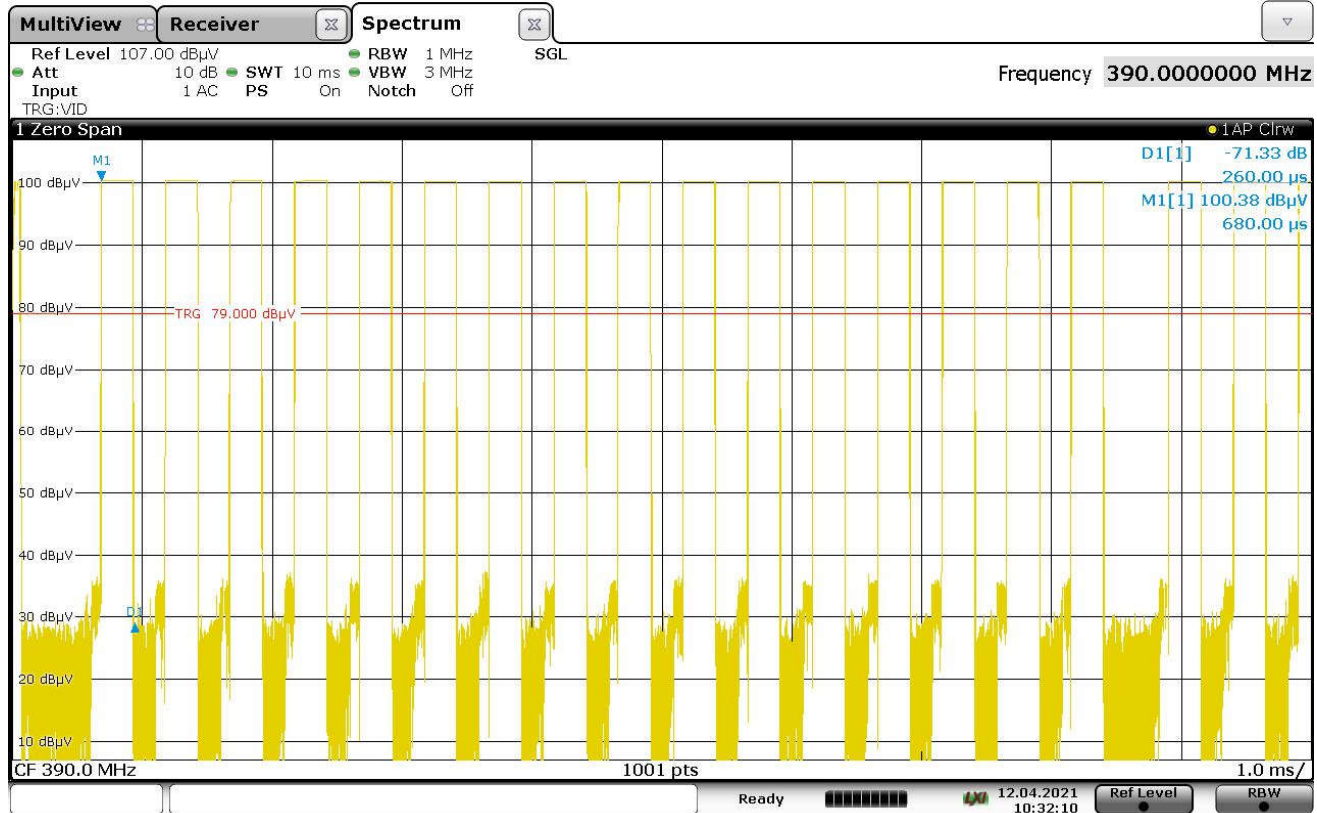 MultiView Receiver Spectrum
Ref Level 107.00 dBµV RBW 1 MHz SGL
Att 10 dB SWT 10 ms VBW 3 MHz
Input 1 AC PS On Notch Off
TRG:VID
Frequency 390.0000000 MHz
1 Zero Span 1AP Clrw
M1
D1[1] -71.33 dB
260.00 µs
M1[1] 100.38 dBµV
680.00 µs
100 dBµV
90 dBµV
80 dBµV
TRG 79.000 dBµV
70 dBµV
60 dBµV
50 dBµV
40 dBµV
30 dBµV
D1
20 dBµV
10 dBµV
CF 390.0 MHz 1001 pts 1.0 ms/
Ready LXI 12.04.2021 Ref Level RBW
10:32:10